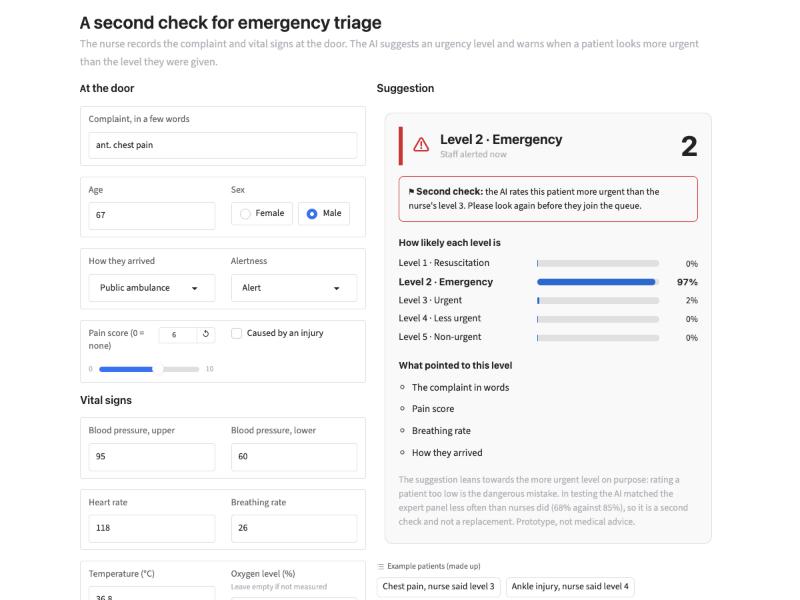 A second check for emergency triage
The nurse records the complaint and vital signs at the door. The AI suggests an urgency level and warns when a patient looks more urgent
than the level they were given.
At the door
Complaint, in a few words
ant. chest pain
Age
67
Sex
Female
Male
How they arrived
Public ambulance
Alertness
Alert
Pain score (0 =
none)
6
0
10
Caused by an injury
Vital signs
Blood pressure, upper
95
Blood pressure, lower
60
Heart rate
118
Breathing rate
26
Temperature (°C)
36.8
Oxygen level (%)
Leave empty if not measured
Suggestion
Level 2 · Emergency
Staff alerted now
2
Second check: the AI rates this patient more urgent than the
nurse's level 3. Please look again before they join the queue.
How likely each level is
Level 1 · Resuscitation 0%
Level 2 · Emergency 97%
Level 3 · Urgent 2%
Level 4 · Less urgent 0%
Level 5 · Non-urgent 0%
What pointed to this level
The complaint in words
Pain score
Breathing rate
How they arrived
The suggestion leans towards the more urgent level on purpose: rating a
patient too low is the dangerous mistake. In testing the AI matched the
expert panel less often than nurses did (68% against 85%), so it is a second
check and not a replacement. Prototype, not medical advice.
Example patients (made up)
Chest pain, nurse said level 3
Ankle injury, nurse said level 4